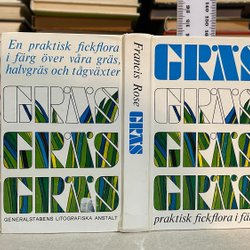 En praktisk fickflora
i färg över våra gräs,
halvgräs och tågväxter
GRÄS
GRÄS
GRÄS
GENERALSTABENS LITOGRAFISKA ANSTALT
Francis Rose GRÄS
GRÄS
GRÄS
GRÄS
GRÄS
praktisk fickflora i fä